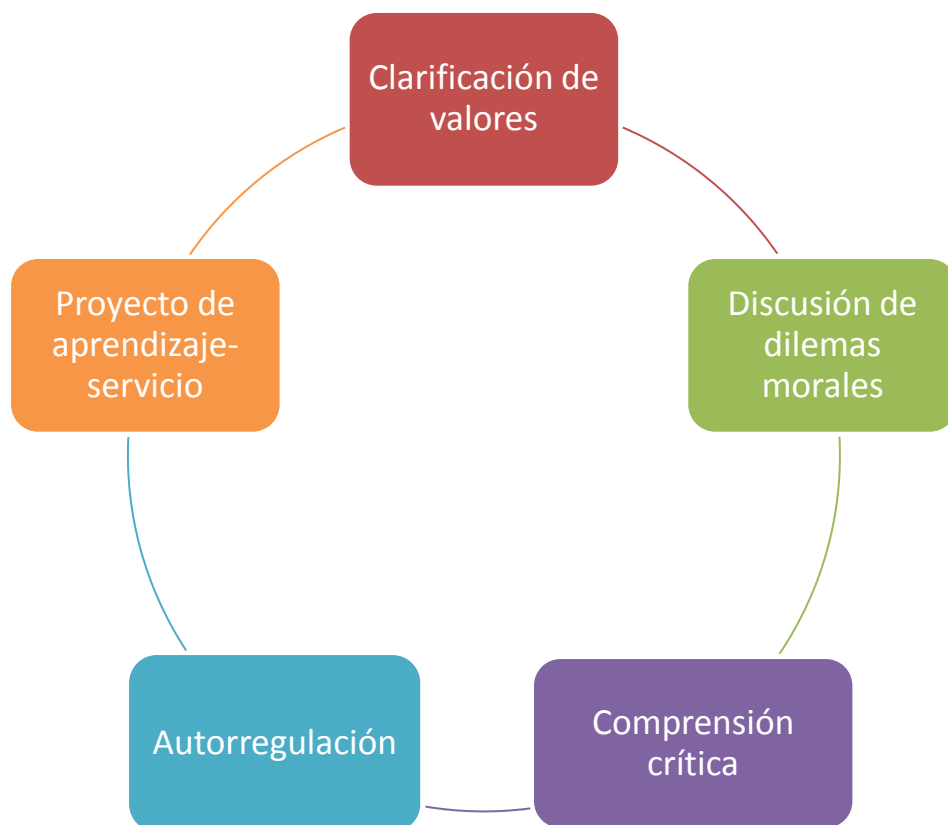 Clarificación de
valores
Discusión de
dilemas
morales
Comprensión
crítica
Autorregulación
Proyecto de
aprendizaje-
servicio